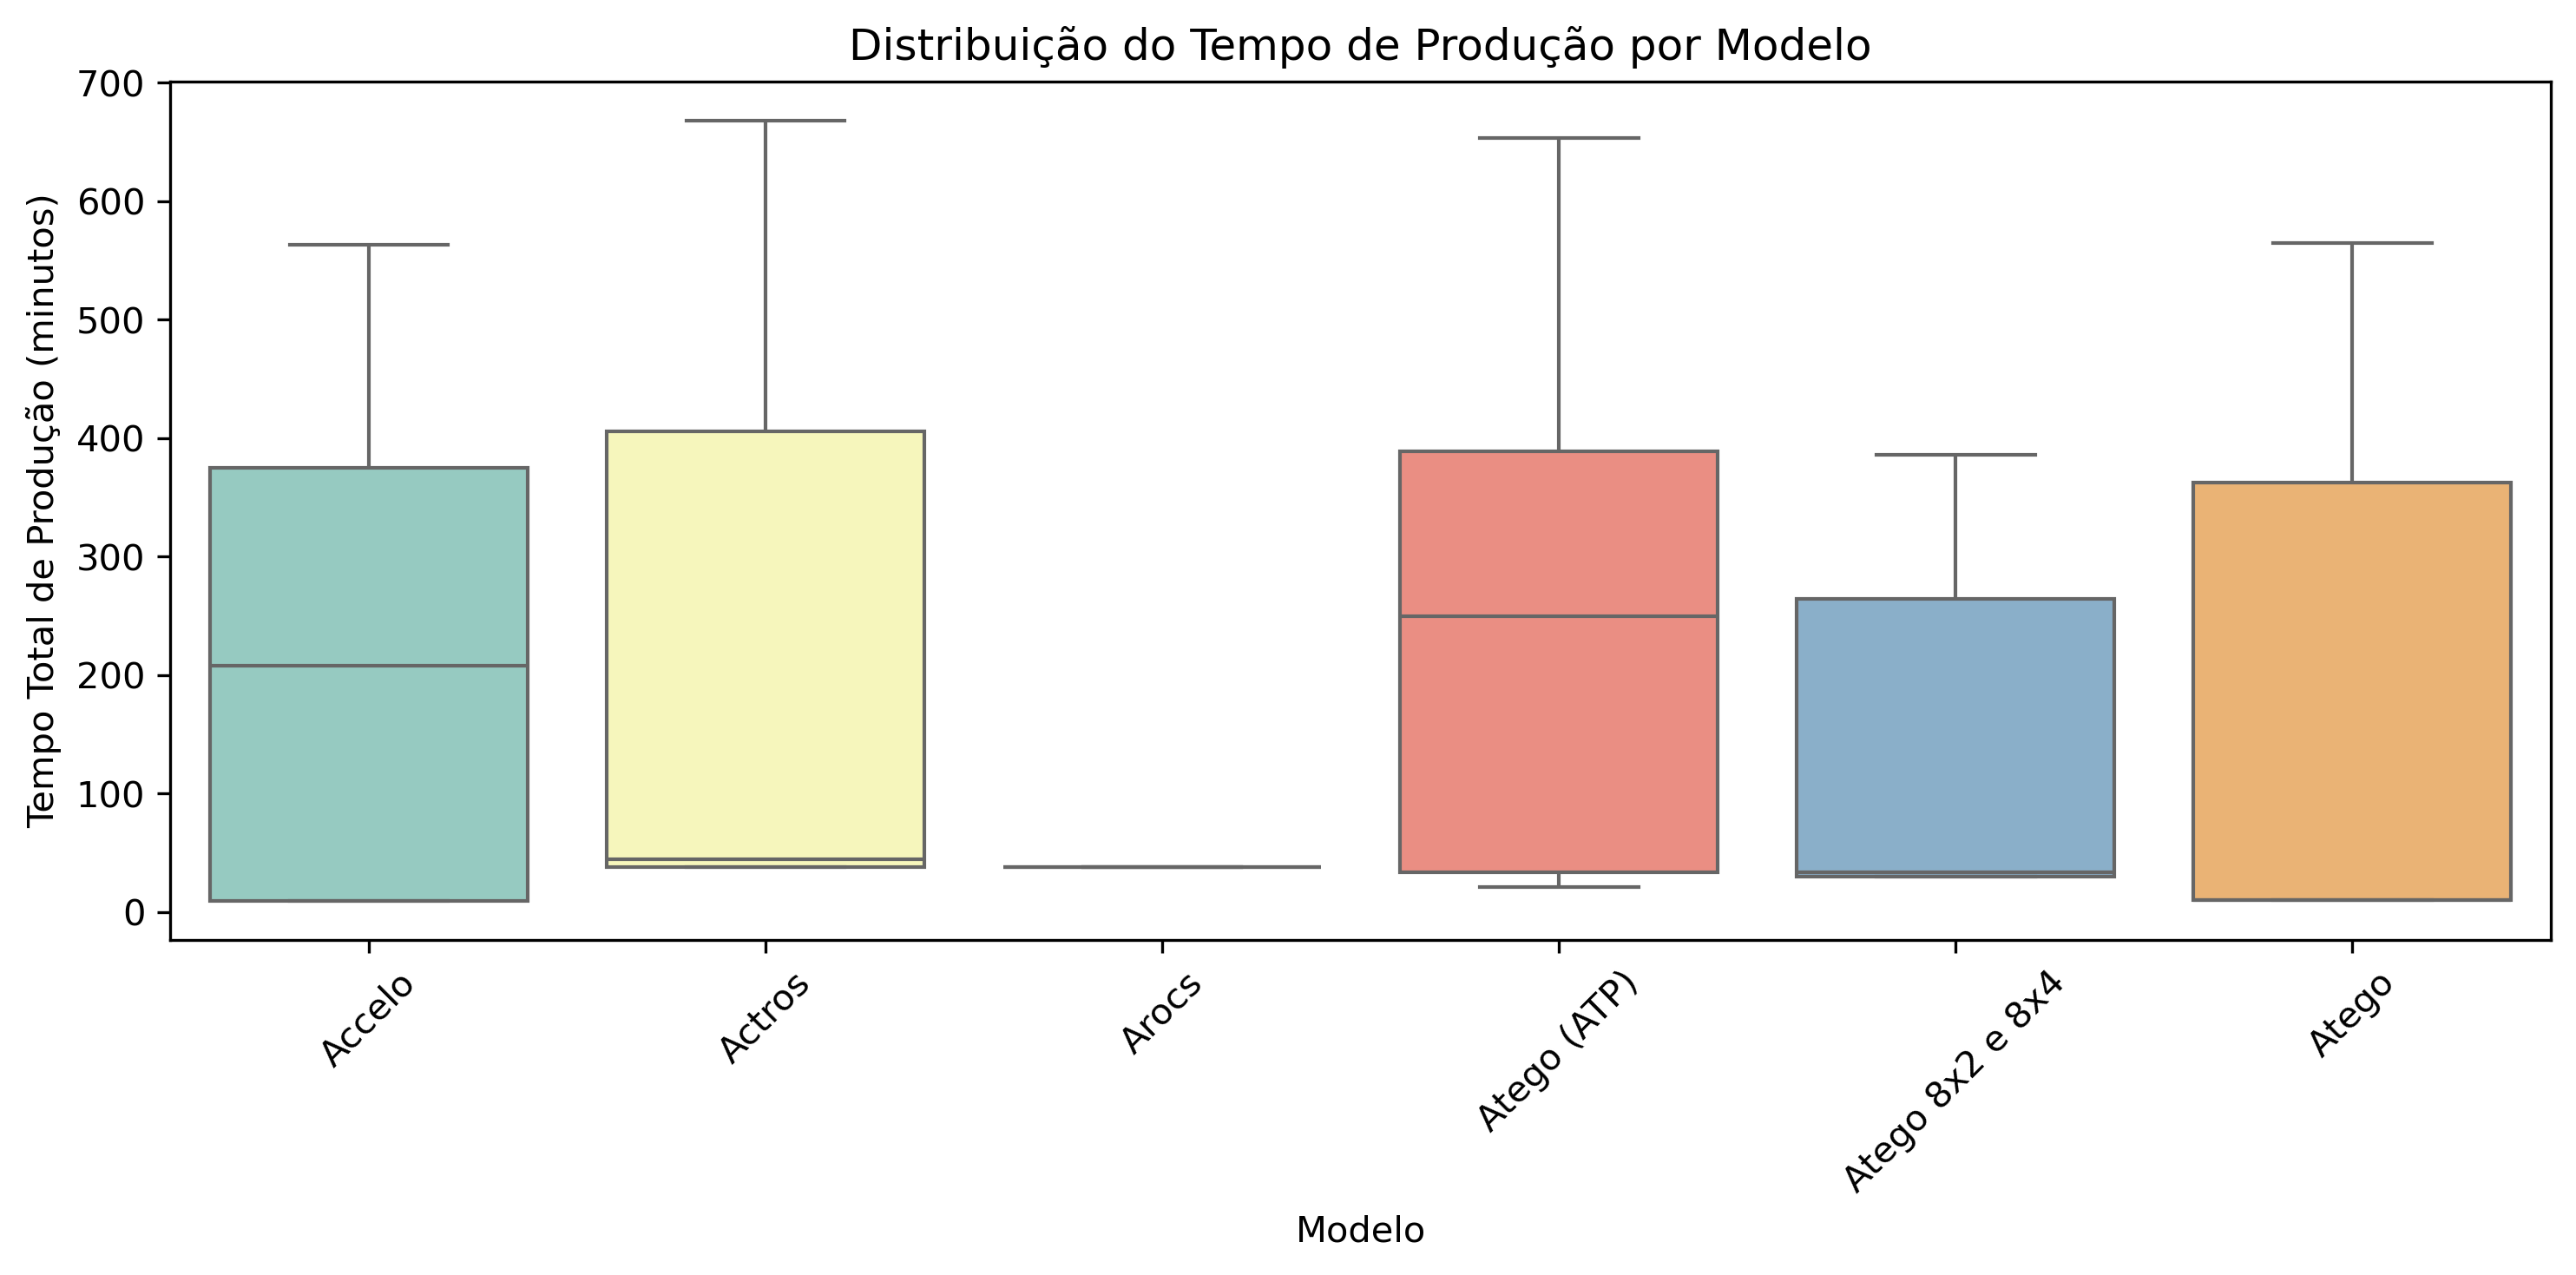 Distribuição do Tempo de Produção por Modelo
Tempo Total de Produção (minutos)
700
600
500
400
300
200
100
0
Accelo
Actros
Arocs
Atego (ATP)
Atego 8x2 e 8x4
Atego
Modelo